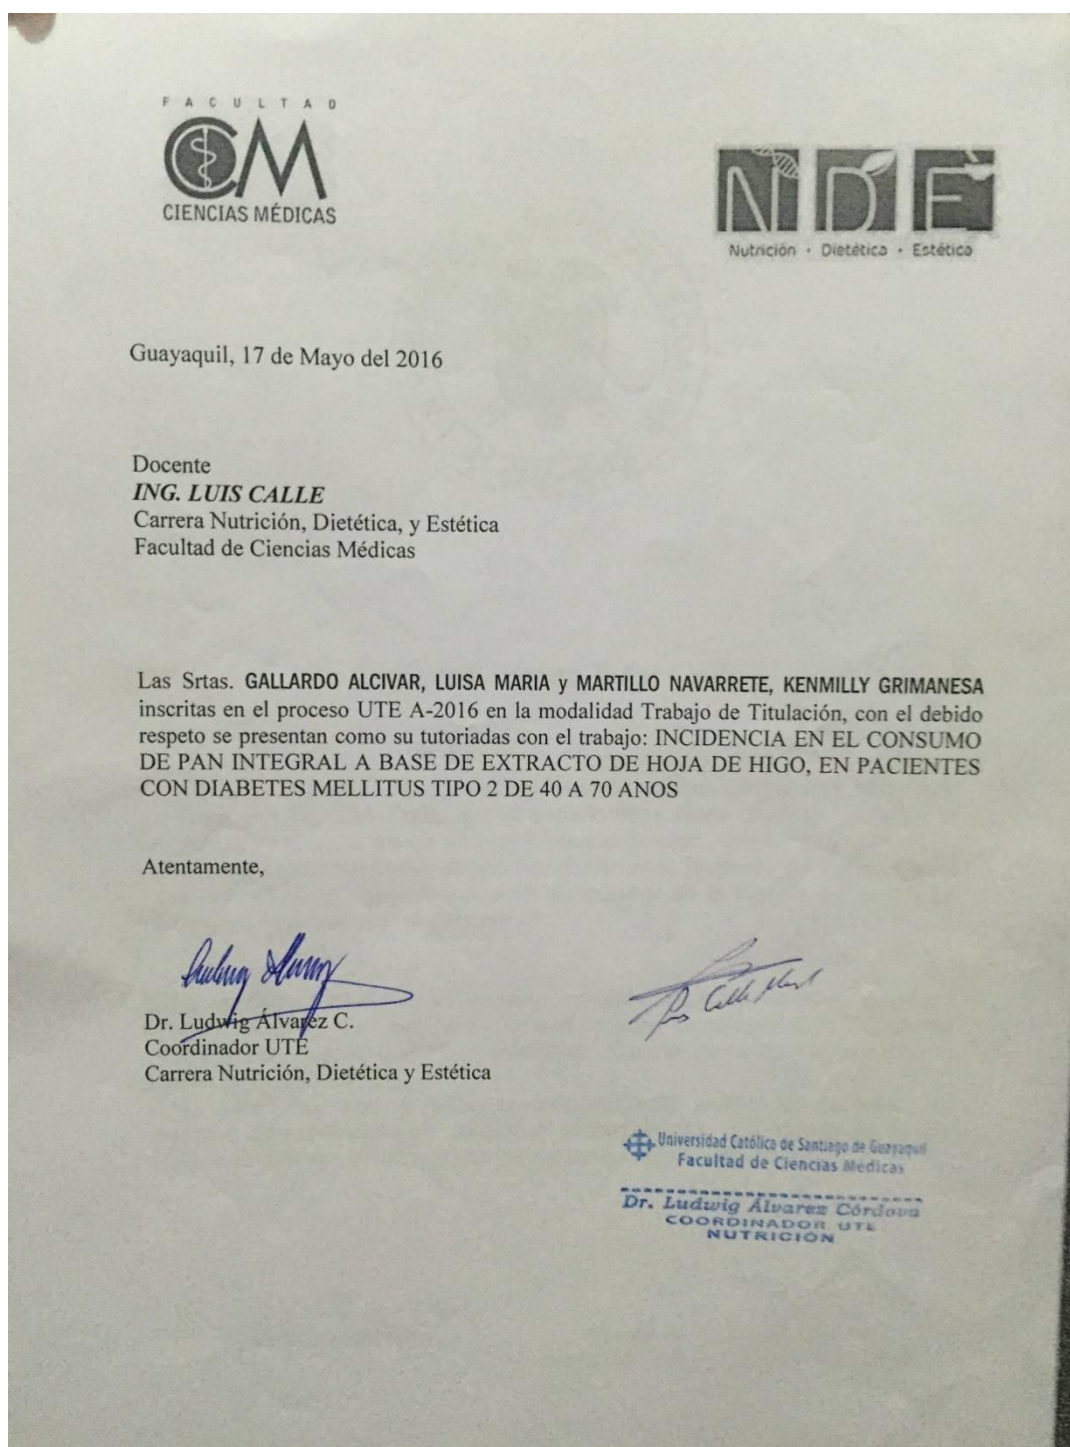 FACULTAD
CM
CIENCIAS MÉDICAS
NDE
Nutrición · Dietética · Estética
Guayaquil, 17 de Mayo del 2016
Docente
ING. LUIS CALLE
Carrera Nutrición, Dietética, y Estética
Facultad de Ciencias Médicas
Las Srtas. GALLARDO ALCIVAR, LUISA MARIA y MARTILLO NAVARRETE, KENMILLY GRIMANESA
inscritas en el proceso UTE A-2016 en la modalidad Trabajo de Titulación, con el debido
respeto se presentan como su tutoriadas con el trabajo: INCIDENCIA EN EL CONSUMO
DE PAN INTEGRAL A BASE DE EXTRACTO DE HOJA DE HIGO, EN PACIENTES
CON DIABETES MELLITUS TIPO 2 DE 40 A 70 ANOS
Atentamente,
Dr. Ludwig Álvarez C.
Coordinador UTE
Carrera Nutrición, Dietética y Estética
Universidad Católica de Santiago de Guayaquil
Facultad de Ciencias Médicas
Dr. Ludwig Álvarez Córdova
COORDINADOR UTE
NUTRICIÓN